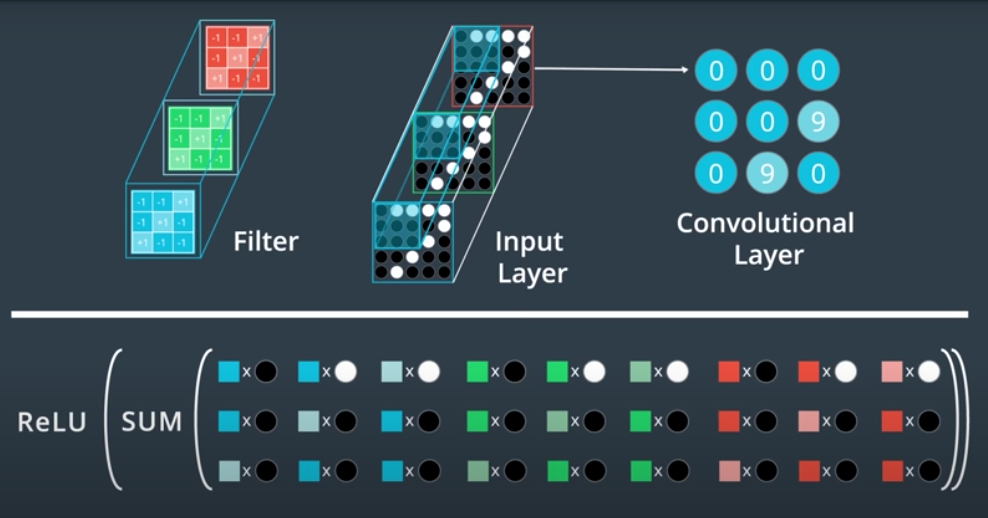 -1 -1 +1
-1 +1 -1
+1 -1 -1
-1 -1 +1
-1 +1 -1
+1 -1 -1
-1 -1 +1
-1 +1 -1
+1 -1 -1
Filter
Input
Layer
0 0 0
0 0 9
0 9 0
Convolutional
Layer
ReLU ( SUM ( x x x x x x x x x ))
x x x x x x x x x
x x x x x x x x x